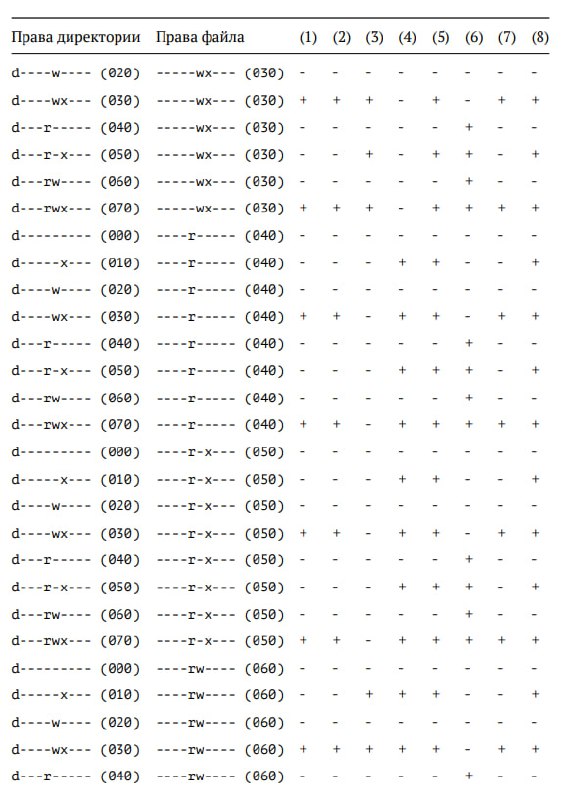 Права директории Права файла (1) (2) (3) (4) (5) (6) (7) (8)
d----w---- (020) -----wx--- (030) - - - - - - - -
d----wx--- (030) -----wx--- (030) + + + - + - + +
d---r----- (040) -----wx--- (030) - - - - - + - -
d---r-x--- (050) -----wx--- (030) - - + - + + - +
d---rw---- (060) -----wx--- (030) - - - - - + - -
d---rwx--- (070) -----wx--- (030) + + + - + + + +
d--------- (000) ----r----- (040) - - - - - - - -
d-----x--- (010) ----r----- (040) - - - + + - - +
d----w---- (020) ----r----- (040) - - - - - - - -
d----wx--- (030) ----r----- (040) + + - + + - + +
d---r----- (040) ----r----- (040) - - - - - + - -
d---r-x--- (050) ----r----- (040) - - - + + + - +
d---rw---- (060) ----r----- (040) - - - - - + - -
d---rwx--- (070) ----r----- (040) + + - + + + + +
d--------- (000) ----r-x--- (050) - - - - - - - -
d-----x--- (010) ----r-x--- (050) - - - + + - - +
d----w---- (020) ----r-x--- (050) - - - - - - - -
d----wx--- (030) ----r-x--- (050) + + - + + - + +
d---r----- (040) ----r-x--- (050) - - - - - + - -
d---r-x--- (050) ----r-x--- (050) - - - + + + - +
d---rw---- (060) ----r-x--- (050) - - - - - + - -
d---rwx--- (070) ----r-x--- (050) + + - + + + + +
d--------- (000) ----rw---- (060) - - - - - - - -
d-----x--- (010) ----rw---- (060) - - + + + - - +
d----w---- (020) ----rw---- (060) - - - - - - - -
d----wx--- (030) ----rw---- (060) + + + + + - + +
d---r----- (040) ----rw---- (060) - - - - - + - -